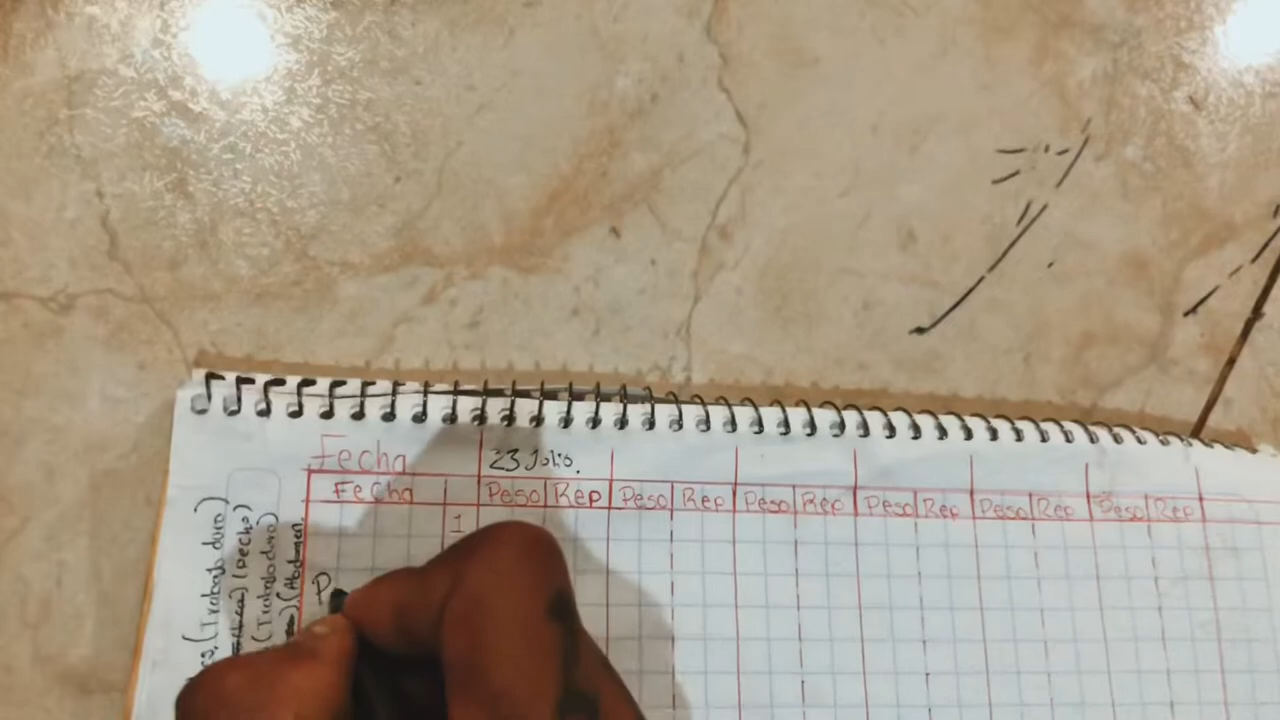 Fecha 23 Julio.
Fecha Peso Rep Peso Rep Peso Rep Peso Rep Peso Rep Peso Rep
1
P
(Trabajo duro)
(Pecho)
(Trabajo duro)
(Abdomen.